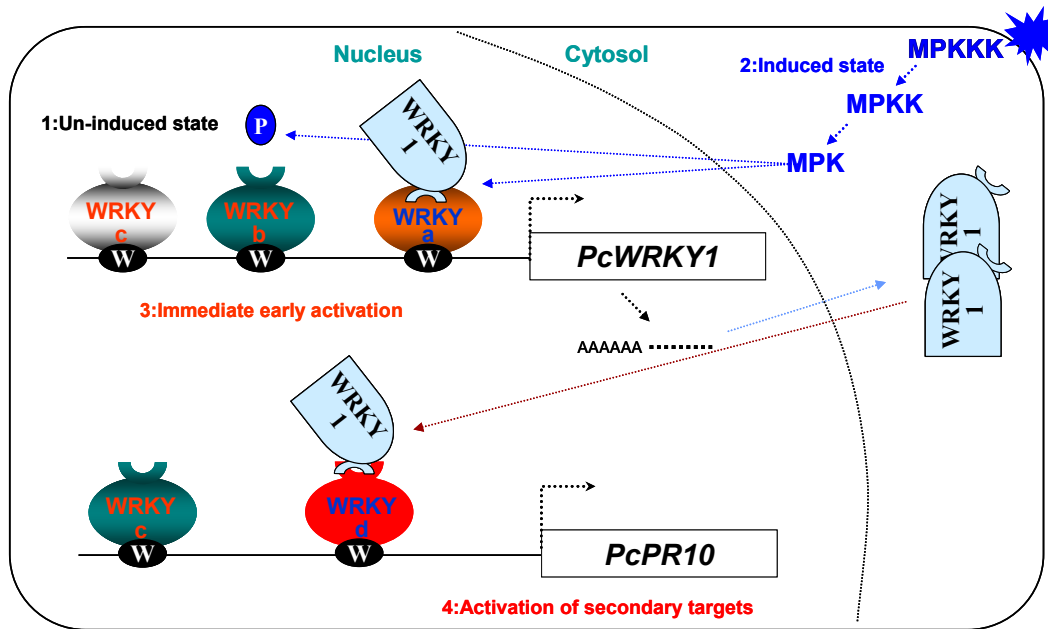 Nucleus
Cytosol
MPKKK
2:Induced state
MPKK
1:Un-induced state
P
WRKY
1
MPK
WRKY
c
WRKY
b
WRKY
a
W
W
W
PcWRKY1
WRKY
1
WRKY
1
3:Immediate early activation
AAAAAA
WRKY
1
WRKY
c
WRKY
d
W
W
PcPR10
4:Activation of secondary targets